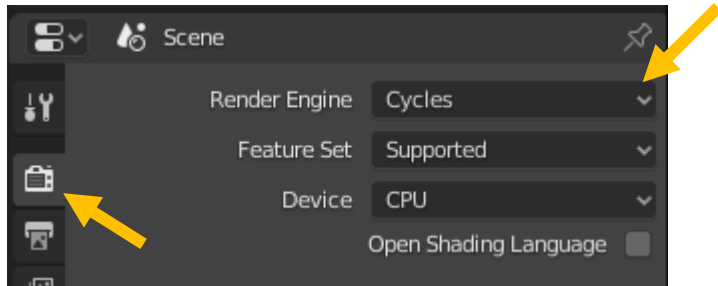 Scene
Render Engine Cycles
Feature Set Supported
Device CPU
Open Shading Language